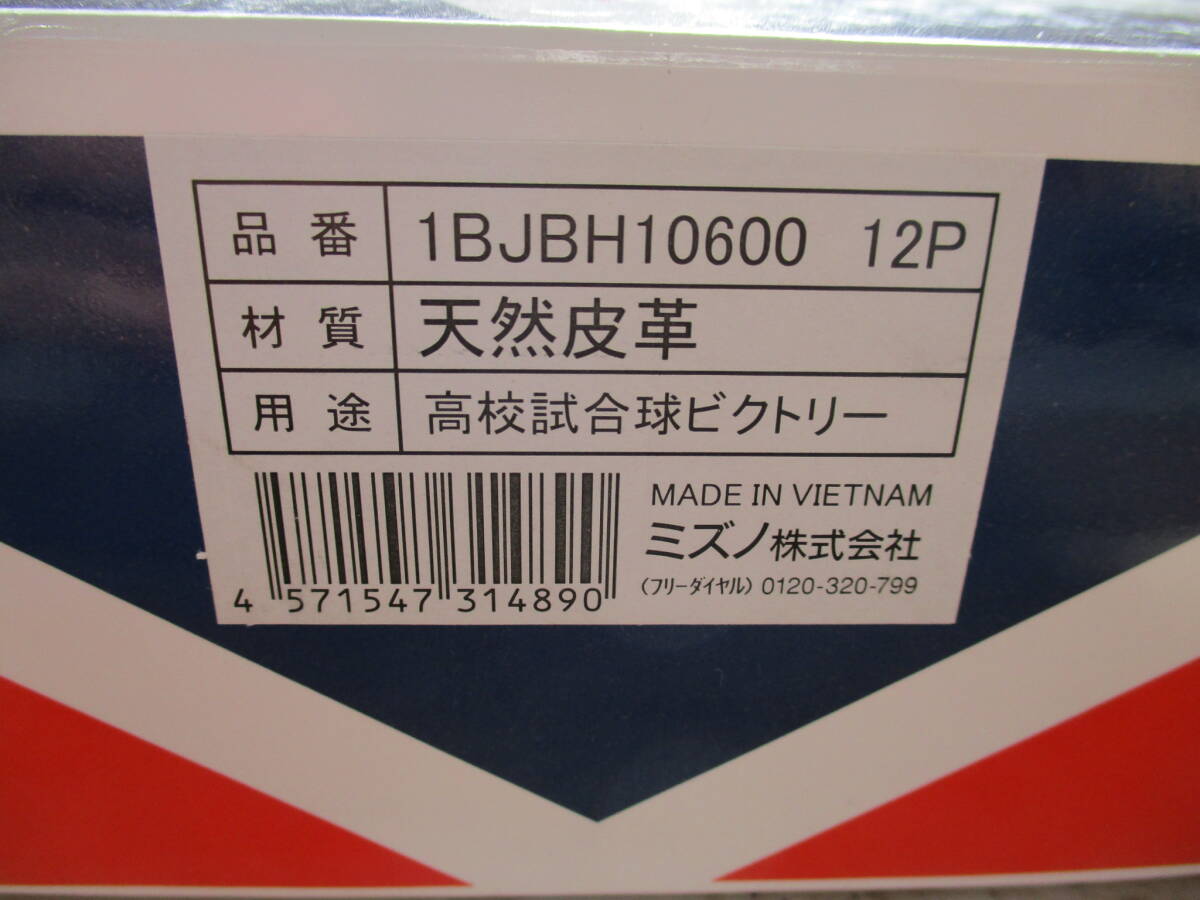 品番 1BJBH10600 12P
材質 天然皮革
用途 高校試合球ビクトリー
MADE IN VIETNAM
ミズノ株式会社
(フリーダイヤル) 0120-320-799
4 571547 314890